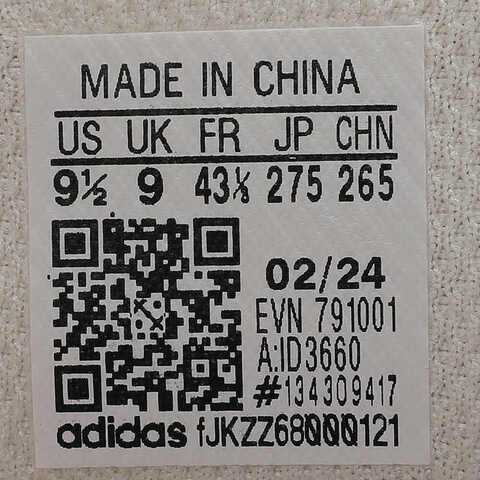 MADE IN CHINA
US UK FR JP CHN
9½ 9 43⅓ 275 265
02/24
EVN 791001
A:ID3660
#134309417
adidas fJKZZ68000121